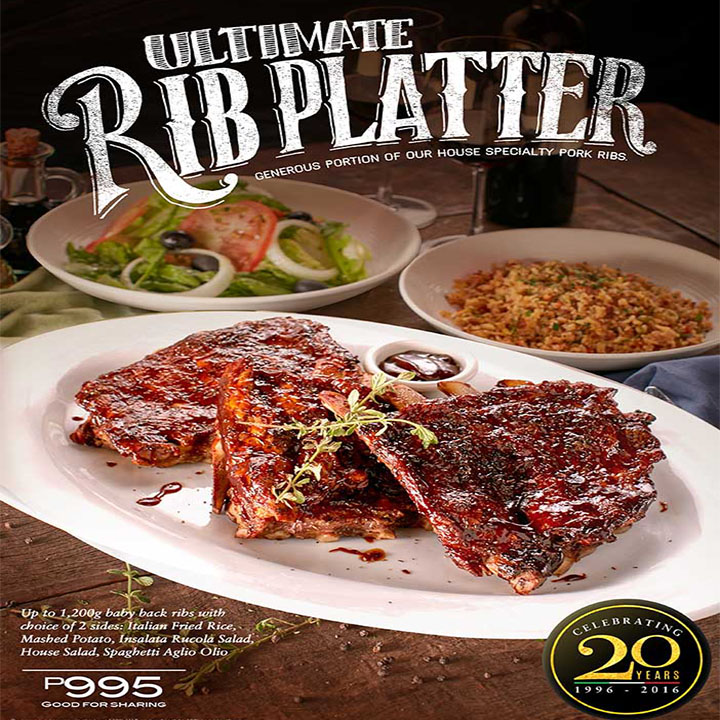 ULTIMATE
RIB PLATTER
GENEROUS PORTION OF OUR HOUSE SPECIALTY PORK RIBS.
Up to 1,200g baby back ribs with
choice of 2 sides: Italian Fried Rice,
Mashed Potato, Insalata Rucola Salad,
House Salad, Spaghetti Aglio Olio
P995
GOOD FOR SHARING
CELEBRATING
20
YEARS
1996 - 2016